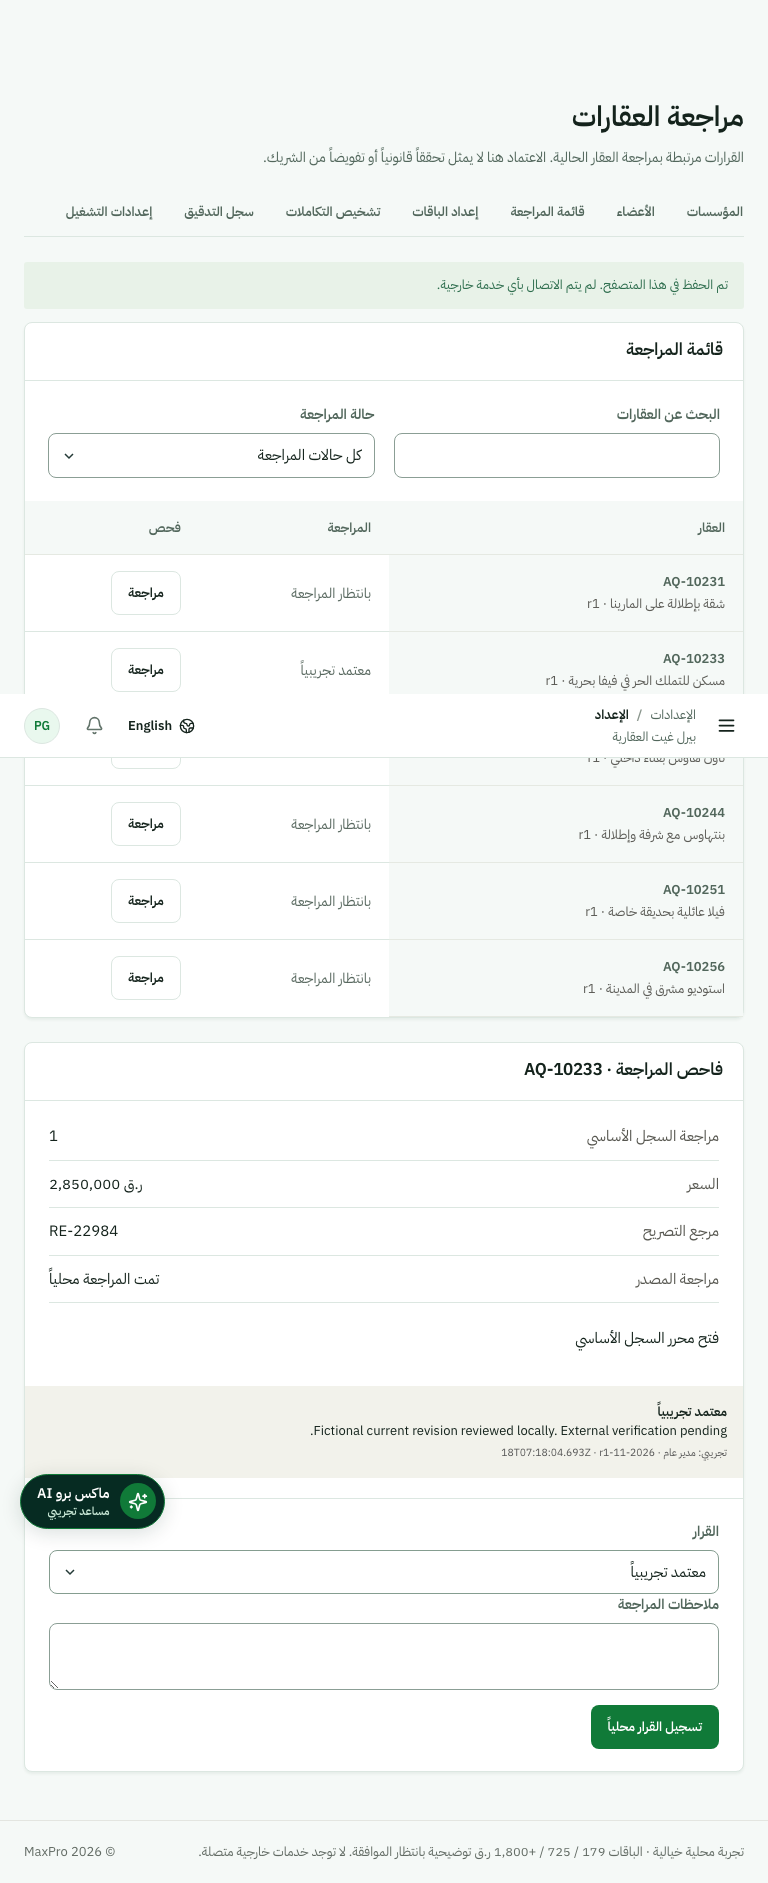 مراجعة العقارات
القرارات مرتبطة بمراجعة العقار الحالية. الاعتماد هنا لا يمثل تحققاً قانونياً أو تفويضاً من الشريك.
المؤسسات
الأعضاء
قائمة المراجعة
إعداد الباقات
تشخيص التكاملات
سجل التدقيق
إعدادات التشغيل
تم الحفظ في هذا المتصفح. لم يتم الاتصال بأي خدمة خارجية.
قائمة المراجعة
البحث عن العقارات
حالة المراجعة
كل حالات المراجعة
العقار
المراجعة
فحص
AQ-10231
شقة بإطلالة على المارينا · r1
بانتظار المراجعة
مراجعة
AQ-10233
مسكن للتملك الحر في فيفا بحرية · r1
معتمد تجريبياً
مراجعة
الإعدادات / الإعداد
بيرل غيت العقارية
English
PG
AQ-10244
بنتهاوس مع شرفة وإطلالة · r1
بانتظار المراجعة
مراجعة
AQ-10251
فيلا عائلية بحديقة خاصة · r1
بانتظار المراجعة
مراجعة
AQ-10256
استوديو مشرق في المدينة · r1
بانتظار المراجعة
مراجعة
فاحص المراجعة · AQ-10233
مراجعة السجل الأساسي
1
السعر
2,850,000 ر.ق
مرجع التصريح
RE-22984
مراجعة المصدر
تمت المراجعة محلياً
فتح محرر السجل الأساسي
معتمد تجريبياً
Fictional current revision reviewed locally. External verification pending.
تجريبي: مدير عام · r1 · 2026-11-18T07:18:04.693Z
ماكس برو AI
مساعد تجريبي
القرار
معتمد تجريبياً
ملاحظات المراجعة
تسجيل القرار محلياً
تجربة محلية خيالية · الباقات 179 / 725 / +1,800 ر.ق توضيحية بانتظار الموافقة. لا توجد خدمات خارجية متصلة.
© 2026 MaxPro